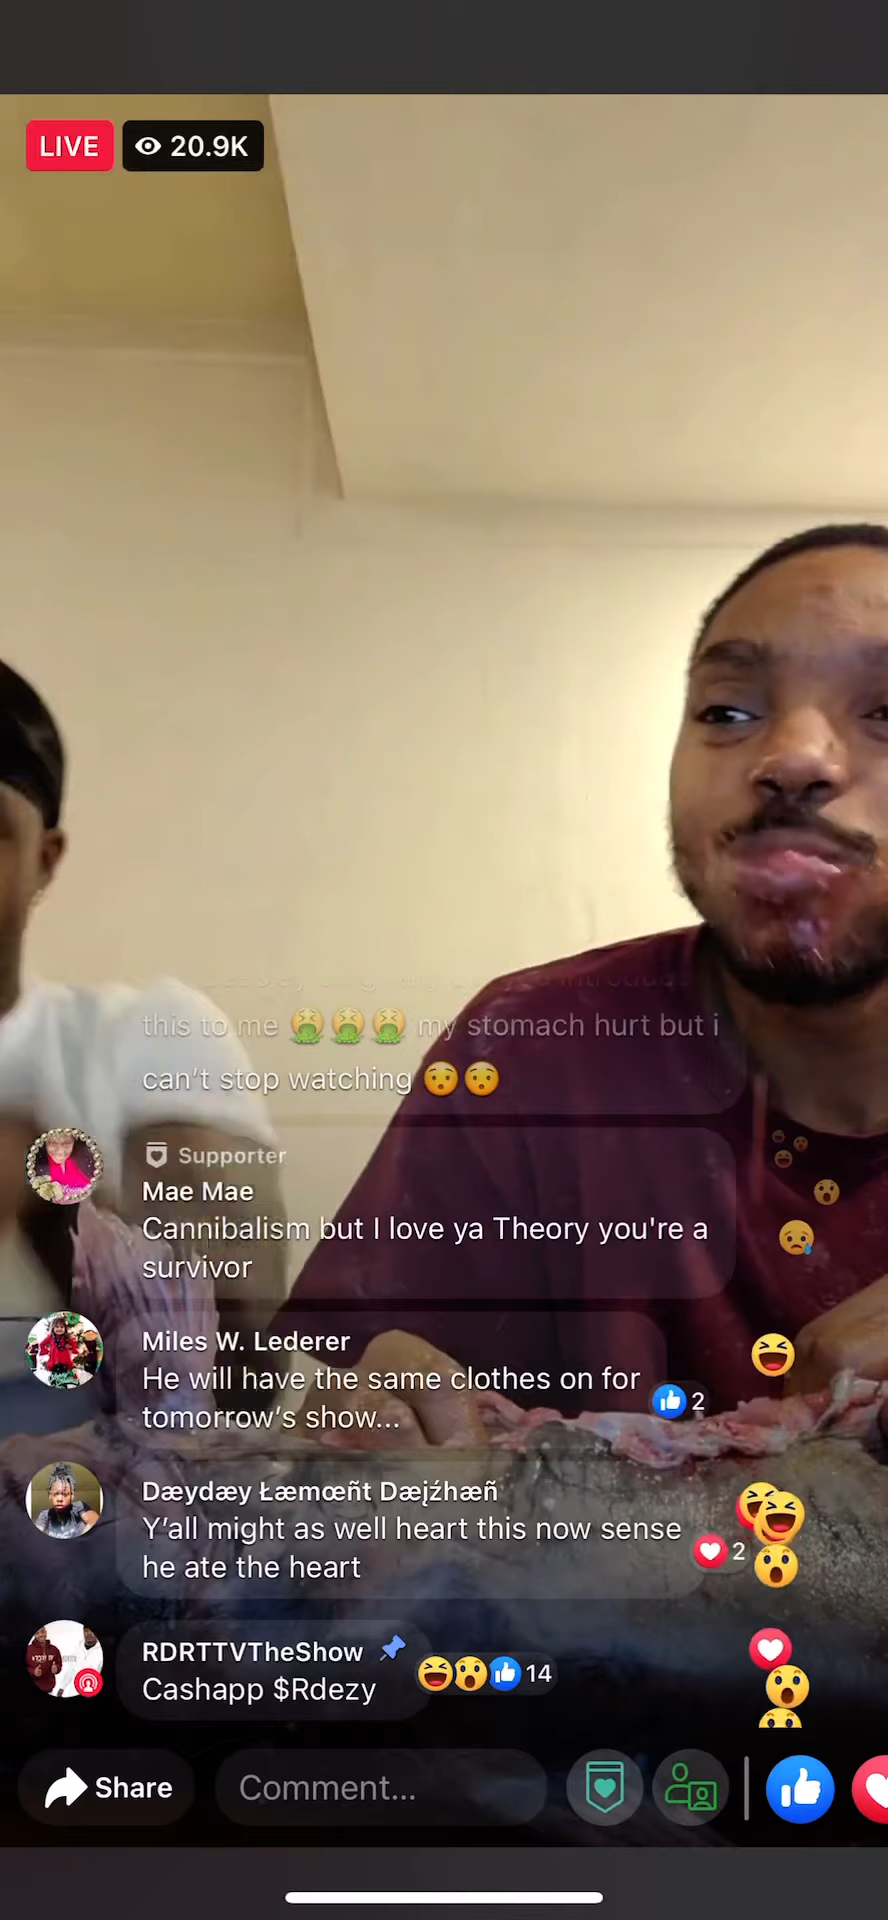 LIVE 20.9K
this to me 🤮🤮🤮 my stomach hurt but i
can't stop watching 😯😯
Supporter
Mae Mae
Cannibalism but I love ya Theory you're a
survivor
Miles W. Lederer
He will have the same clothes on for
tomorrow's show...
2
Dæydæy Łæmœñt Dæįźhæñ
Y'all might as well heart this now sense
he ate the heart
2
RDRTTVTheShow
Cashapp $Rdezy
14
Share
Comment...